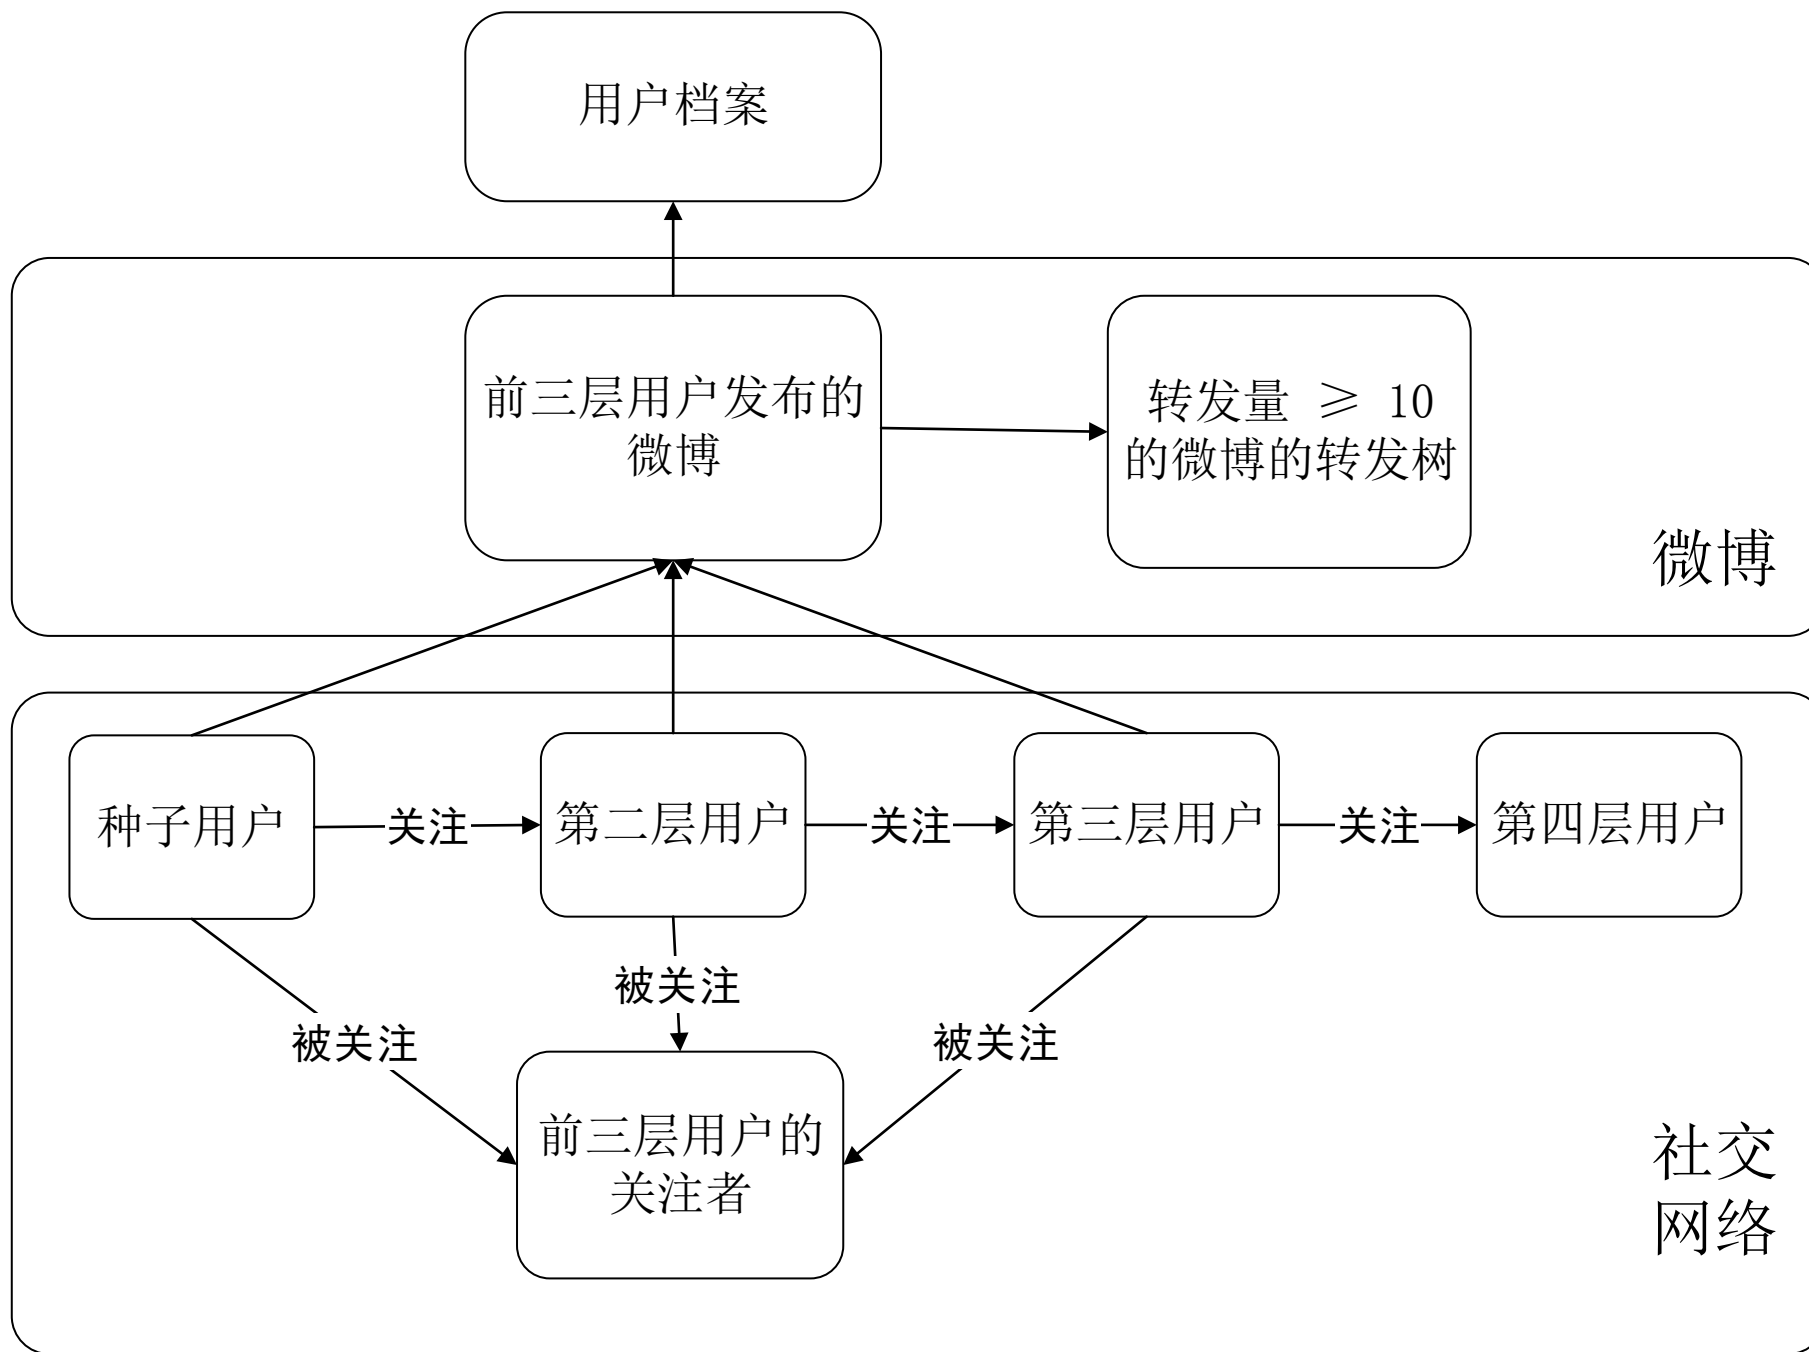 用户档案
前三层用户发布的
微博
转发量 ≥ 10
的微博的转发树
微博
种子用户
关注
第二层用户
关注
第三层用户
关注
第四层用户
被关注
被关注
被关注
前三层用户的
关注者
社交
网络